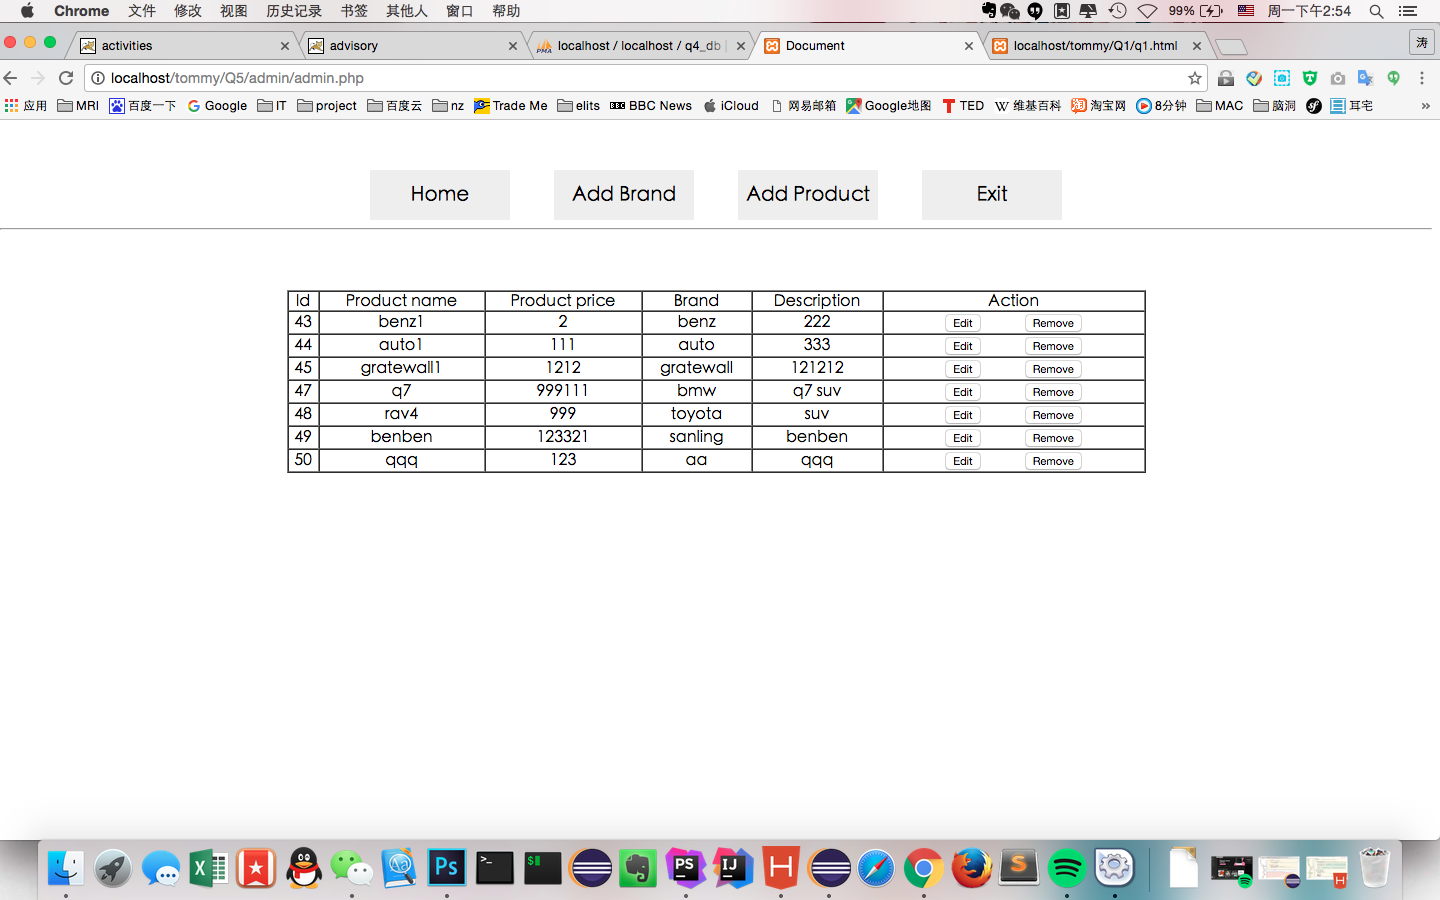 Chrome 文件 修改 视图 历史记录 书签 其他人 窗口 帮助 99% 周一下午2:54
activities advisory localhost / localhost / q4_db Document localhost/tommy/Q1/q1.html 涛
localhost/tommy/Q5/admin/admin.php
应用 MRI 百度一下 Google IT project 百度云 nz Trade Me elits BBC BBC News iCloud 网易邮箱 Google地图 TED 维基百科 淘宝网 8分钟 MAC 脑洞 耳宅 »
Home Add Brand Add Product Exit
Id Product name Product price Brand Description Action
43 benz1 2 benz 222 Edit Remove
44 auto1 111 auto 333 Edit Remove
45 gratewall1 1212 gratewall 121212 Edit Remove
47 q7 999111 bmw q7 suv Edit Remove
48 rav4 999 toyota suv Edit Remove
49 benben 123321 sanling benben Edit Remove
50 qqq 123 aa qqq Edit Remove